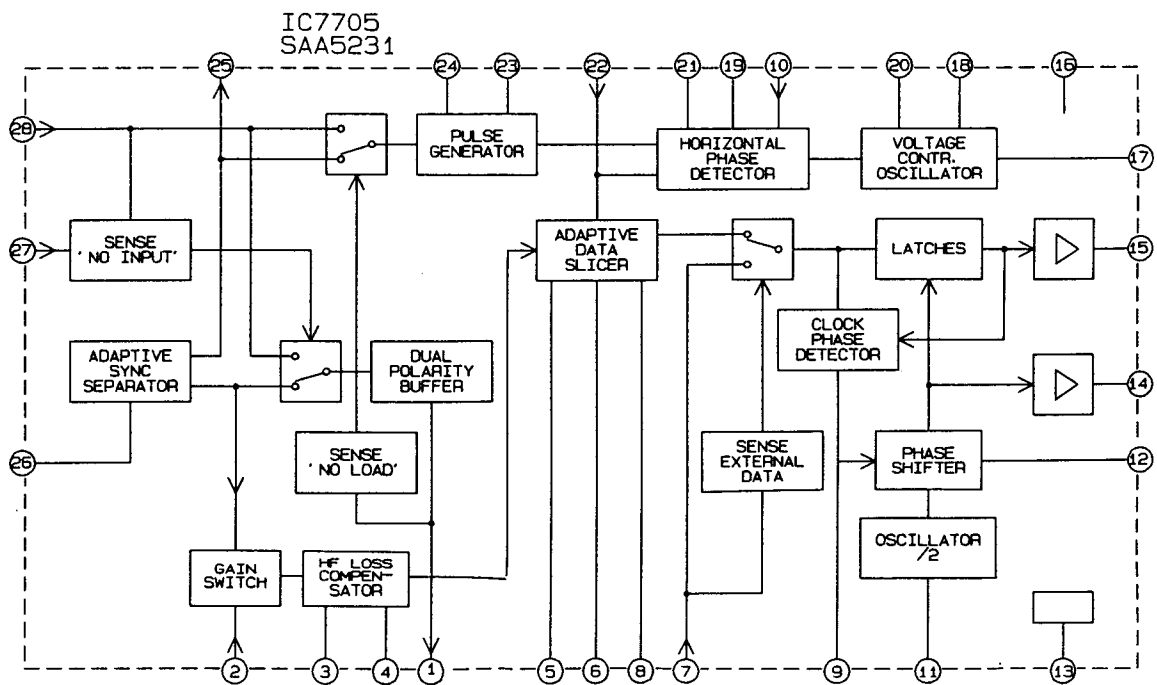 IC7705
SAA5231
25
24
23
22
21
19
10
20
18
16
28
PULSE
GENERATOR
HORIZONTAL
PHASE
DETECTOR
VOLTAGE
CONTR.
OSCILLATOR
17
27
SENSE
'NO INPUT'
ADAPTIVE
DATA
SLICER
LATCHES
15
ADAPTIVE
SYNC
SEPARATOR
DUAL
POLARITY
BUFFER
CLOCK
PHASE
DETECTOR
14
26
SENSE
'NO LOAD'
SENSE
EXTERNAL
DATA
PHASE
SHIFTER
12
GAIN
SWITCH
HF LOSS
COMPEN-
SATOR
OSCILLATOR
/2
2
3
4
1
5
6
8
7
9
11
13